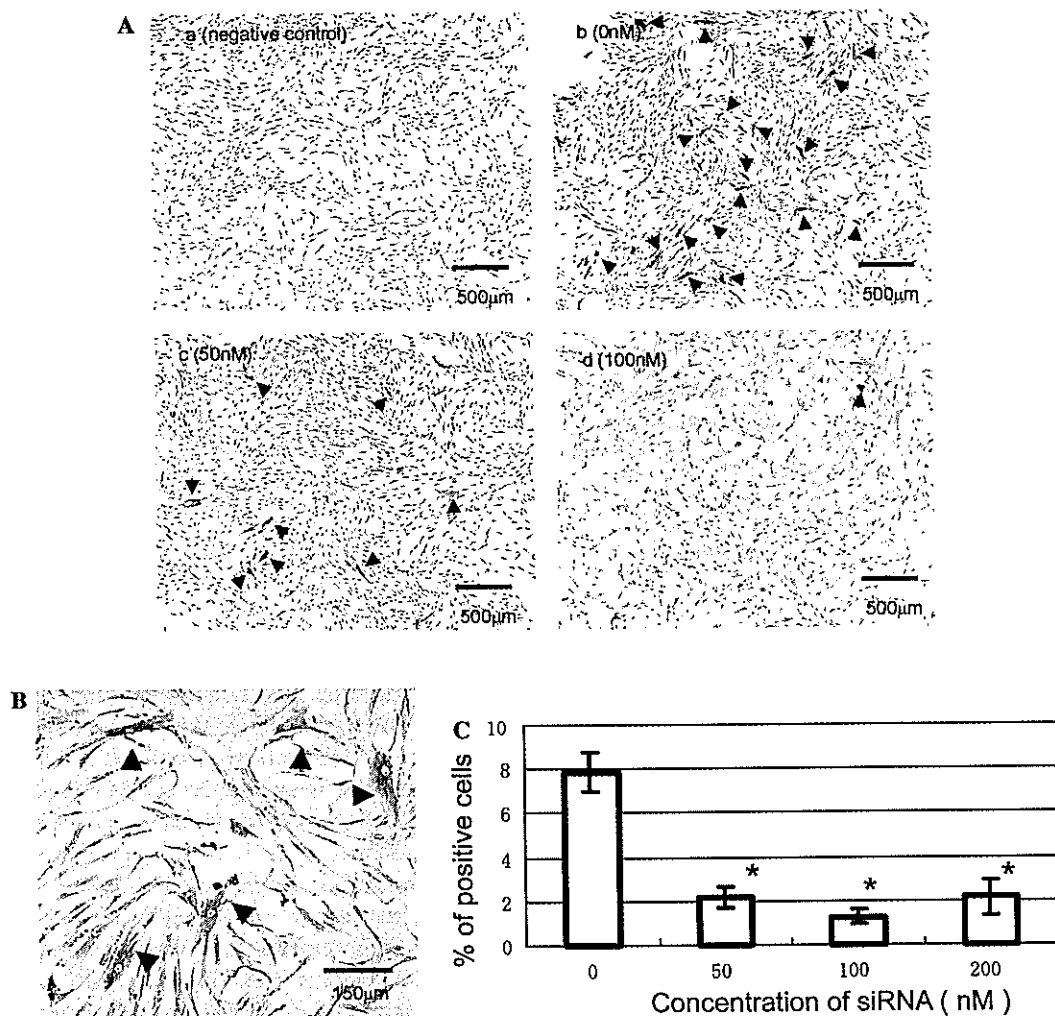 A
a (negative control)
500μm
b (0nM)
500μm
c (50nM)
500μm
d (100nM)
500μm
B
150μm
C
% of positive cells
10
8
6
4
2
0
*
*
*
0 50 100 200
Concentration of siRNA ( nM )